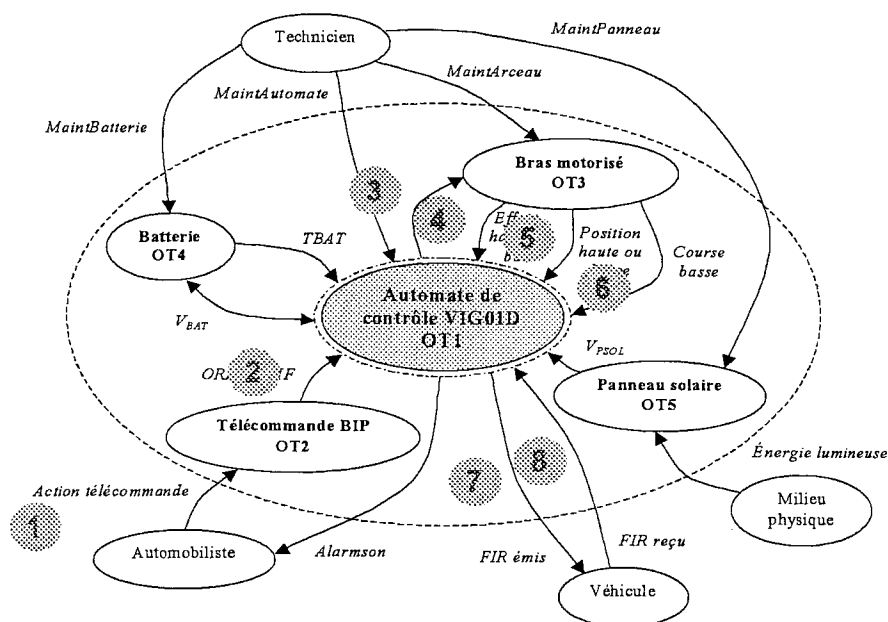 MaintPanneau
Technicien
MaintArceau
MaintAutomate
MaintBatterie
Bras motorisé
OT3
3
4
5
Position
haute ou
6
Course
basse
Batterie
OT4
TBAT
Automate de
contrôle VIG01D
OT1
VBAT
VPSOL
2
Panneau solaire
OT5
Télécommande BIP
OT2
Énergie lumineuse
7
8
Action télécommande
1
Milieu
physique
Automobiliste
Alarmson
FIR émis
FIR reçu
Véhicule